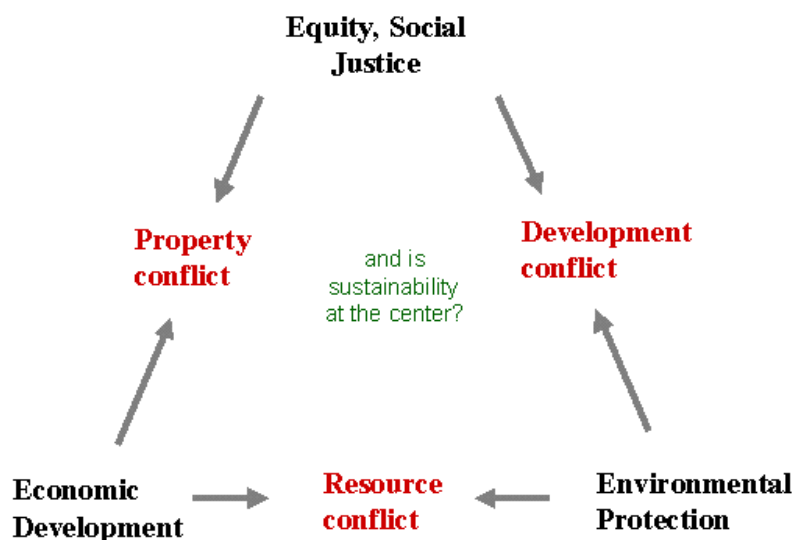 Equity, Social
Justice
Property
conflict
Development
conflict
and is
sustainability
at the center?
Economic
Development
Resource
conflict
Environmental
Protection